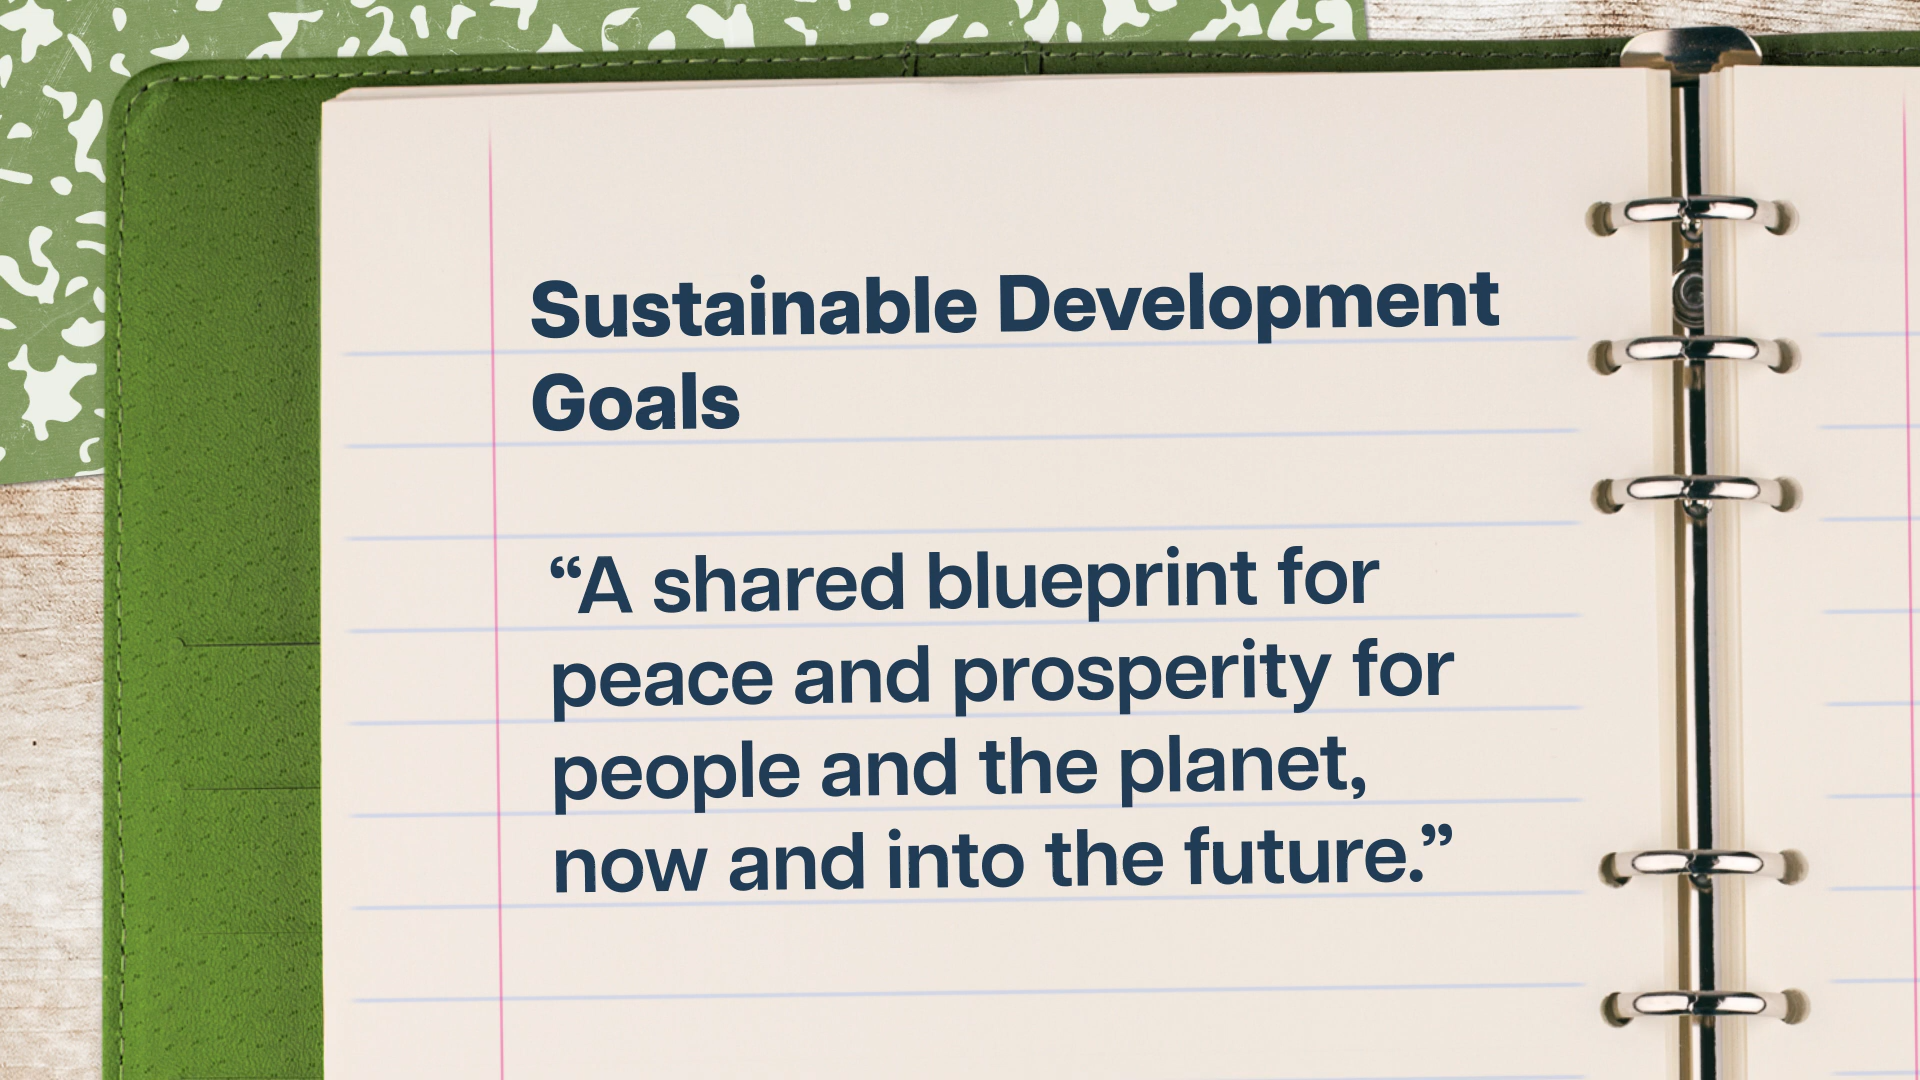 Sustainable Development
Goals
“A shared blueprint for
peace and prosperity for
people and the planet,
now and into the future.”